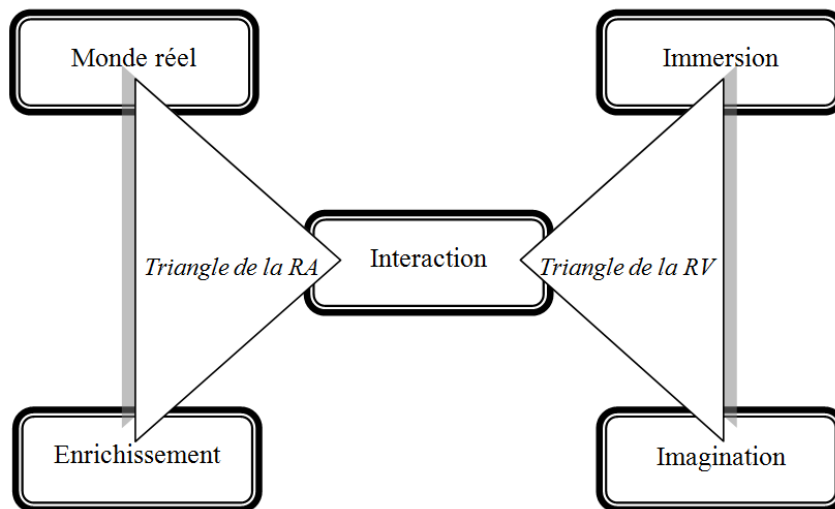 Monde réel
Immersion
Interaction
Triangle de la RA
Triangle de la RV
Enrichissement
Imagination